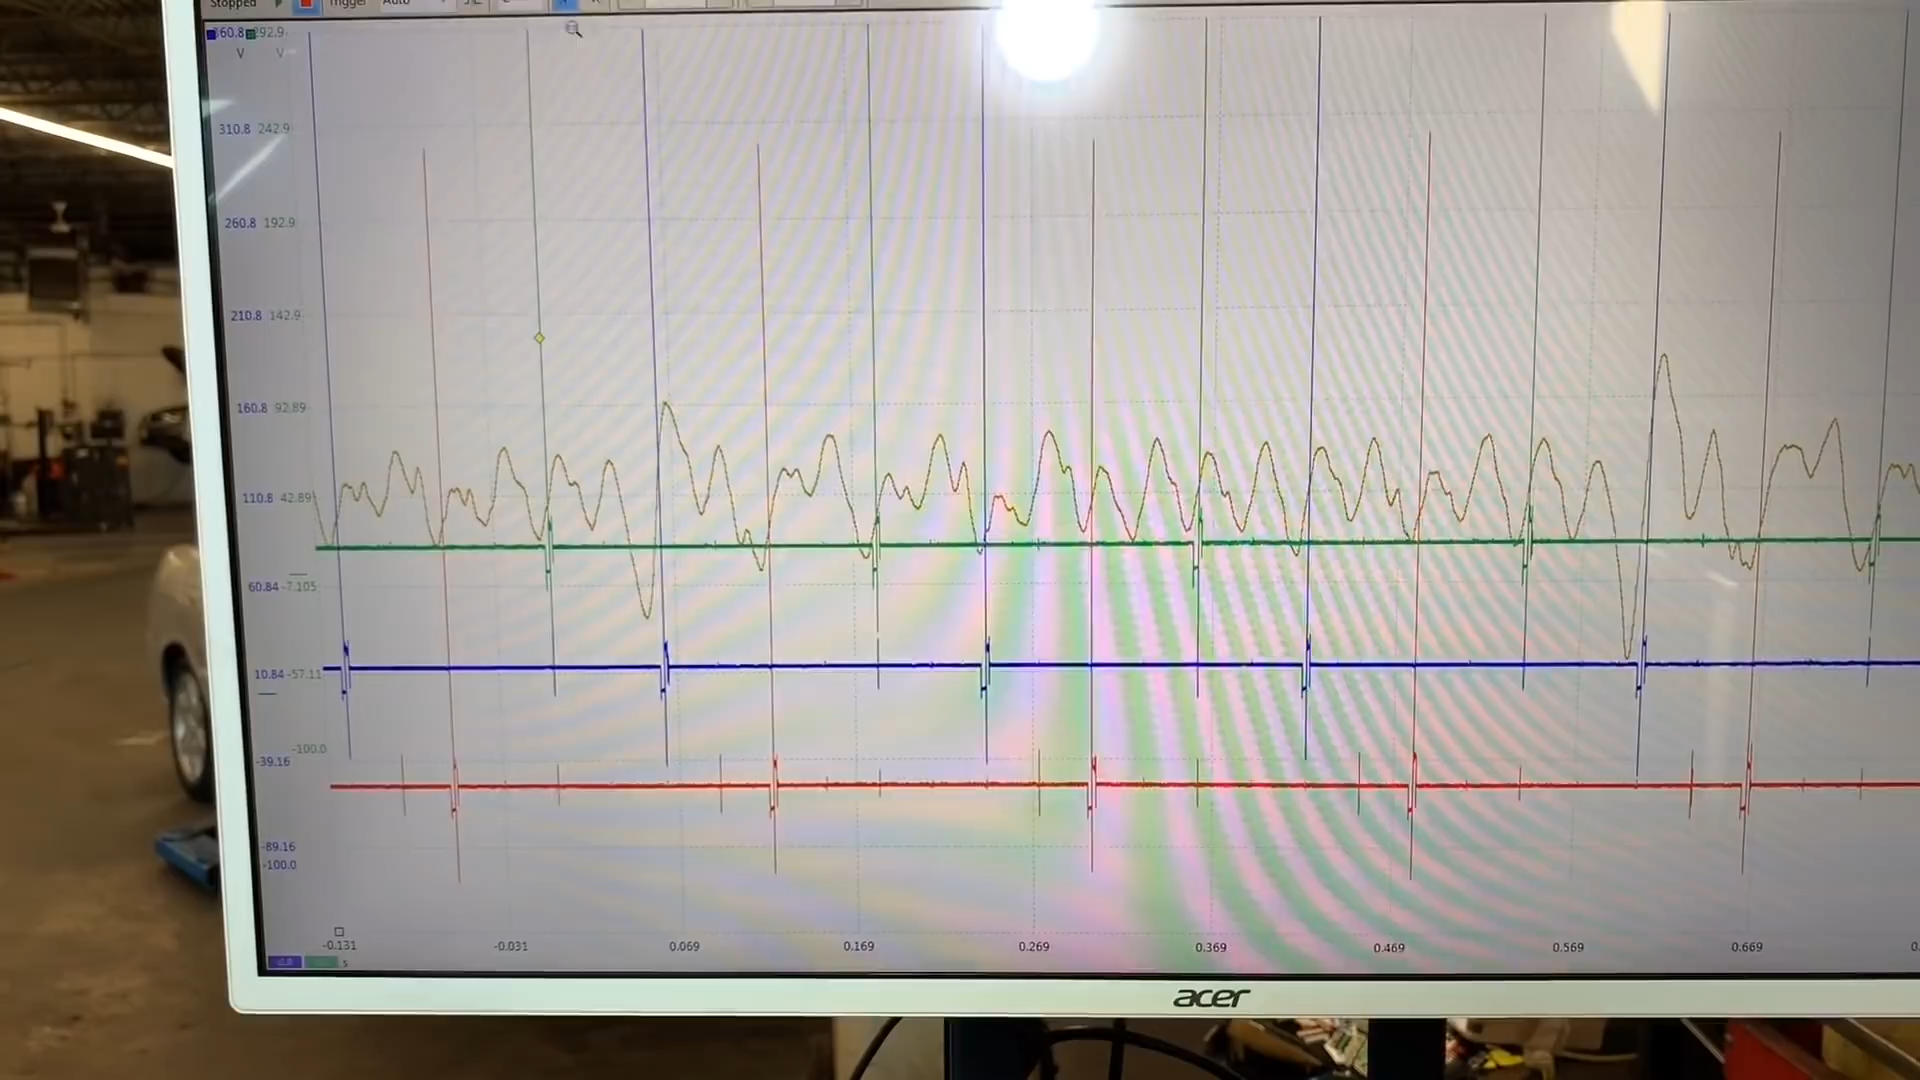 Stopped Trigger Auto
360.8 292.9
V V
310.8 242.9
260.8 192.9
210.8 142.9
160.8 92.89
110.8 42.89
60.84 -7.105
10.84 -57.11
-100.0
-39.16
-89.16
-100.0
-0.131 -0.031 0.069 0.169 0.269 0.369 0.469 0.569 0.669
s
acer